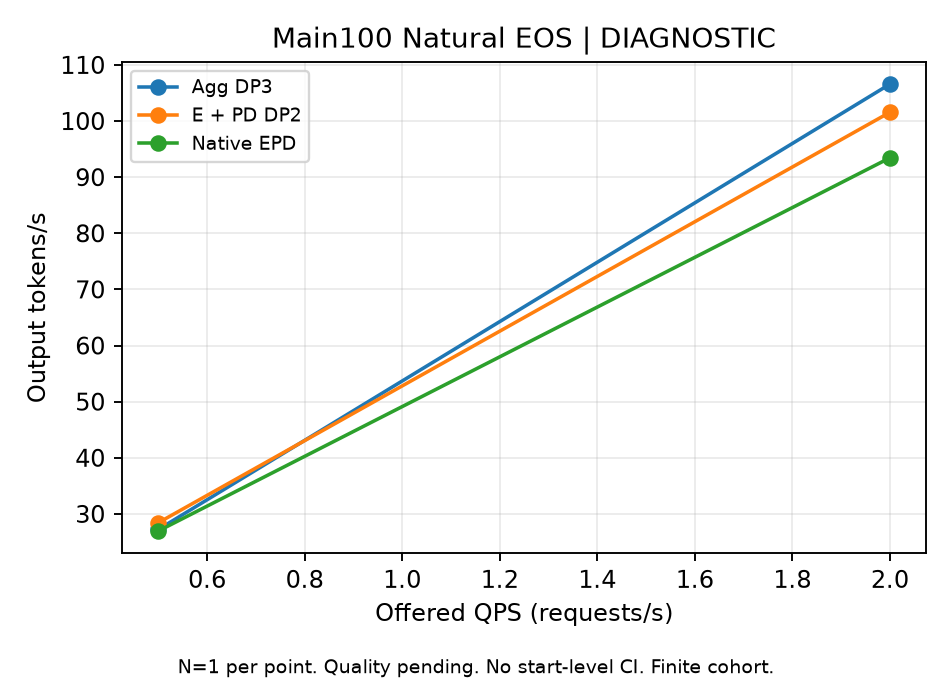 Main100 Natural EOS | DIAGNOSTIC
Agg DP3
E + PD DP2
Native EPD
Output tokens/s
110
100
90
80
70
60
50
40
30
0.6 0.8 1.0 1.2 1.4 1.6 1.8 2.0
Offered QPS (requests/s)
N=1 per point. Quality pending. No start-level CI. Finite cohort.